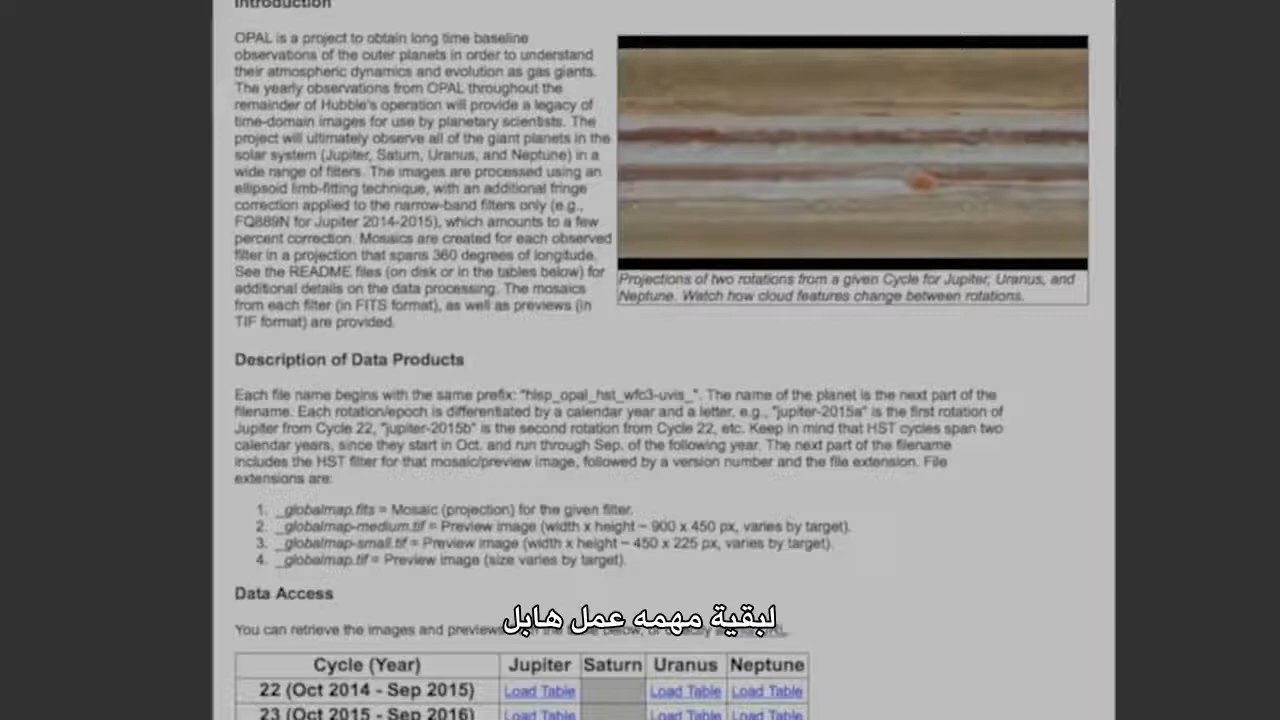 Introduction
OPAL is a project to obtain long time baseline
observations of the outer planets in order to understand
their atmospheric dynamics and evolution as gas giants.
The yearly observations from OPAL throughout the
remainder of Hubble's operation will provide a legacy of
time-domain images for use by planetary scientists. The
project will ultimately observe all of the giant planets in the
solar system (Jupiter, Saturn, Uranus, and Neptune) in a
wide range of filters. The images are processed using an
ellipsoid limb-fitting technique, with an additional fringe
correction applied to the narrow-band filters only (e.g.,
FQ889N for Jupiter 2014-2015), which amounts to a few
percent correction. Mosaics are created for each observed
filter in a projection that spans 360 degrees of longitude.
See the README files (on disk or in the tables below) for
additional details on the data processing. The mosaics
from each filter (in FITS format), as well as previews (in
TIF format) are provided.
Projections of two rotations from a given Cycle for Jupiter, Uranus, and
Neptune. Watch how cloud features change between rotations.
Description of Data Products
Each file name begins with the same prefix: "hlsp_opal_hst_wfc3-uvis_". The name of the planet is the next part of the
filename. Each rotation/epoch is differentiated by a calendar year and a letter, e.g., "jupiter-2015a" is the first rotation of
Jupiter from Cycle 22, "jupiter-2015b" is the second rotation from Cycle 22, etc. Keep in mind that HST cycles span two
calendar years, since they start in Oct. and run through Sep. of the following year. The next part of the filename
includes the HST filter for that mosaic/preview image, followed by a version number and the file extension. File
extensions are:
1. _globalmap.fits = Mosaic (projection) for the given filter.
2. _globalmap-medium.tif = Preview image (width x height ~ 900 x 450 px, varies by target).
3. _globalmap-small.tif = Preview image (width x height ~ 450 x 225 px, varies by target).
4. _globalmap.tif = Preview image (size varies by target).
Data Access
You can retrieve the images and previews below, or
لبقية مهمه عمل هابل
Cycle (Year) Jupiter Saturn Uranus Neptune
22 (Oct 2014 - Sep 2015) Load Table Load Table Load Table
23 (Oct 2015 - Sep 2016) Load Table Load Table Load Table